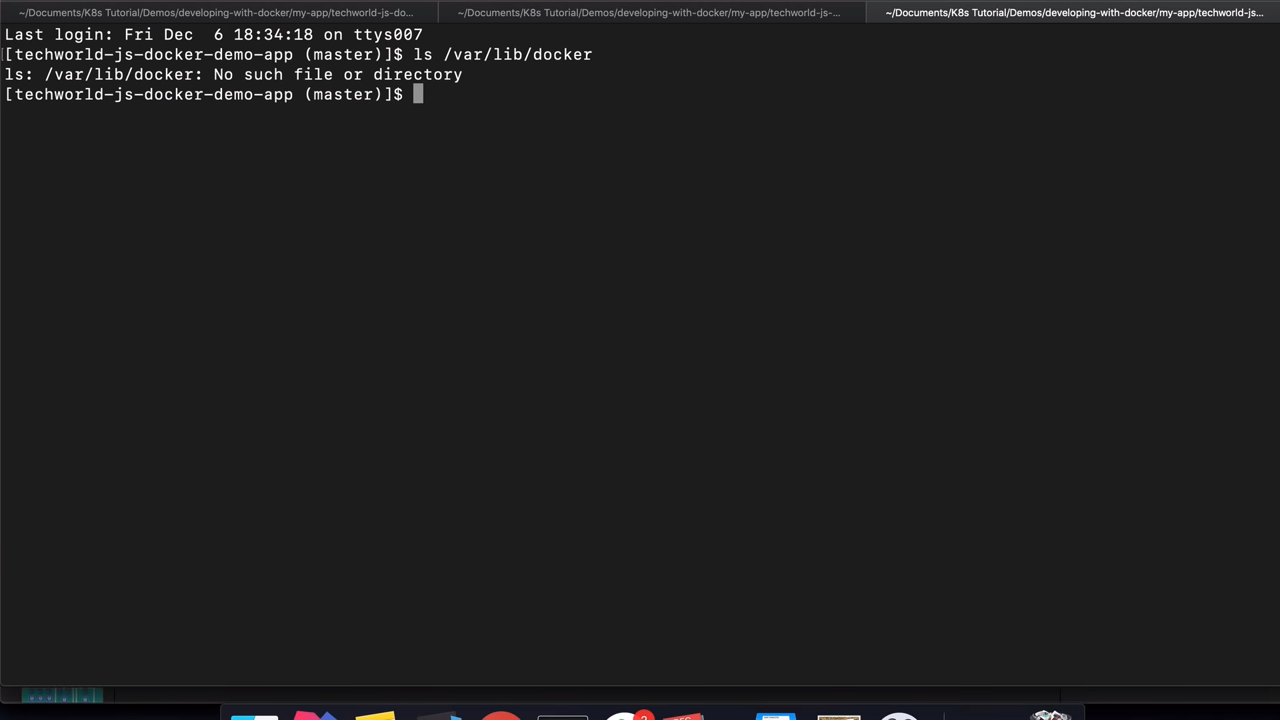 ~/Documents/K8s Tutorial/Demos/developing-with-docker/my-app/techworld-js-do...
~/Documents/K8s Tutorial/Demos/developing-with-docker/my-app/techworld-js-...
~/Documents/K8s Tutorial/Demos/developing-with-docker/my-app/techworld-js...
Last login: Fri Dec  6 18:34:18 on ttys007
[techworld-js-docker-demo-app (master)]$ ls /var/lib/docker
ls: /var/lib/docker: No such file or directory
[techworld-js-docker-demo-app (master)]$